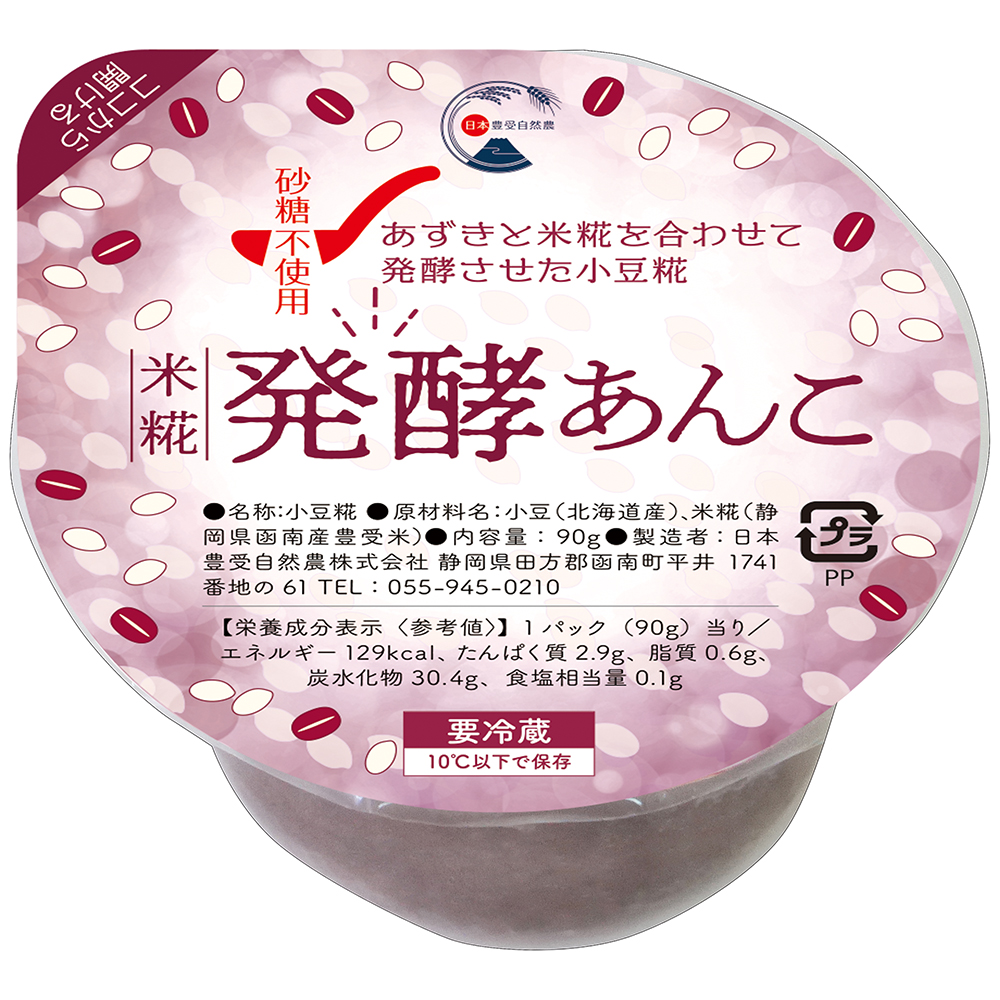 ココから
開ける
日本豊受自然農
砂糖不使用
あずきと米糀を合わせて
発酵させた小豆糀
米糀
発酵あんこ
●名称:小豆糀 ●原材料名:小豆(北海道産)、米糀(静
岡県函南産豊受米)●内容量:90g●製造者:日本
豊受自然農株式会社 静岡県田方郡函南町平井 1741
番地の 61 TEL:055-945-0210
プラ
PP
【栄養成分表示〈参考値〉】1パック(90g)当り/
エネルギー129kcal、たんぱく質 2.9g、脂質 0.6g、
炭水化物 30.4g、食塩相当量 0.1g
要冷蔵
10℃以下で保存